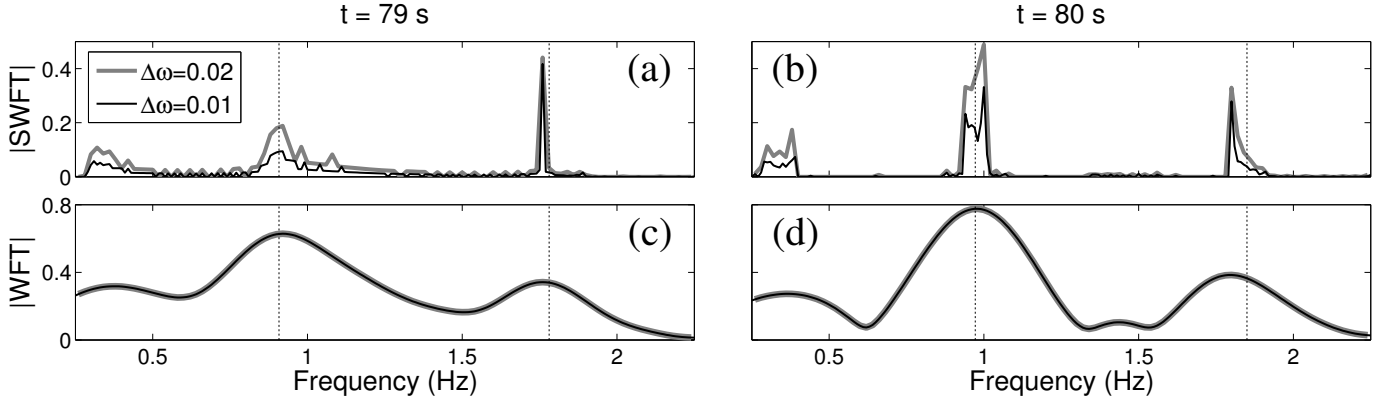 t = 79 s
t = 80 s
|SWFT|
0.4
0.2
0
Δω=0.02
Δω=0.01
(a)
(b)
|WFT|
0.8
0.4
0
(c)
(d)
0.5 1 1.5 2
0.5 1 1.5 2
Frequency (Hz)
Frequency (Hz)